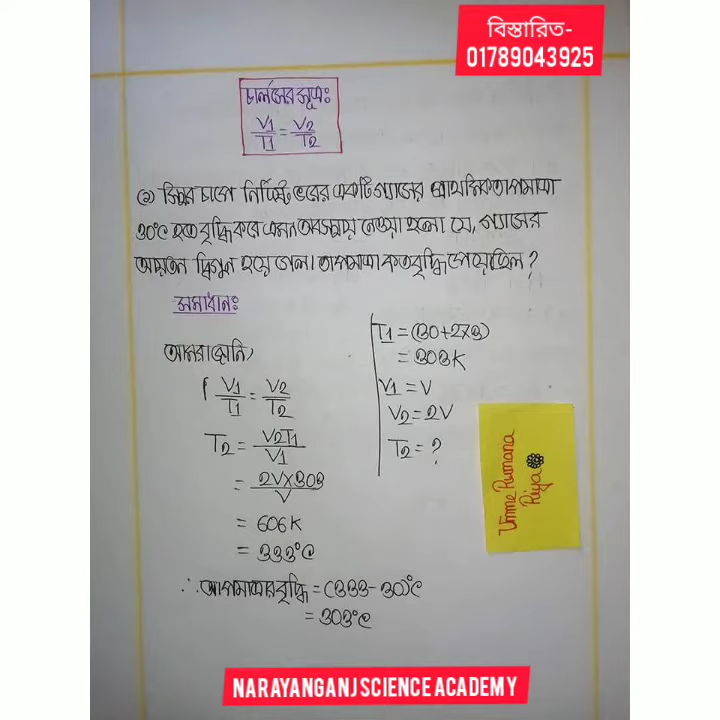 বিস্তারিত-
01789043925
চার্লসের সূত্রঃ
V1/T1 = V2/T2
স্থির চাপে নির্দিষ্ট ভরের একটি গ্যাসের প্রাথমিক তাপমাত্রা
30°C হতে বৃদ্ধি করে এমন অবস্থায় নেওয়া হলো যে, গ্যাসের
আয়তন দ্বিগুন হয়ে গেল। তাপমাত্রা কত বৃদ্ধি পেয়েছিল?
সমাধানঃ
আমরা জানি,
V1/T1 = V2/T2
T2 = V2T1/V1
= 2V×303/V
= 606K
= 333°C
T1 = (30+273)
= 303K
V1 = V
V2 = 2V
T2 = ?
∴ তাপমাত্রার বৃদ্ধি = (333-30)°C
= 303°C
Umme Rumana
Riya
NARAYANGANJ SCIENCE ACADEMY